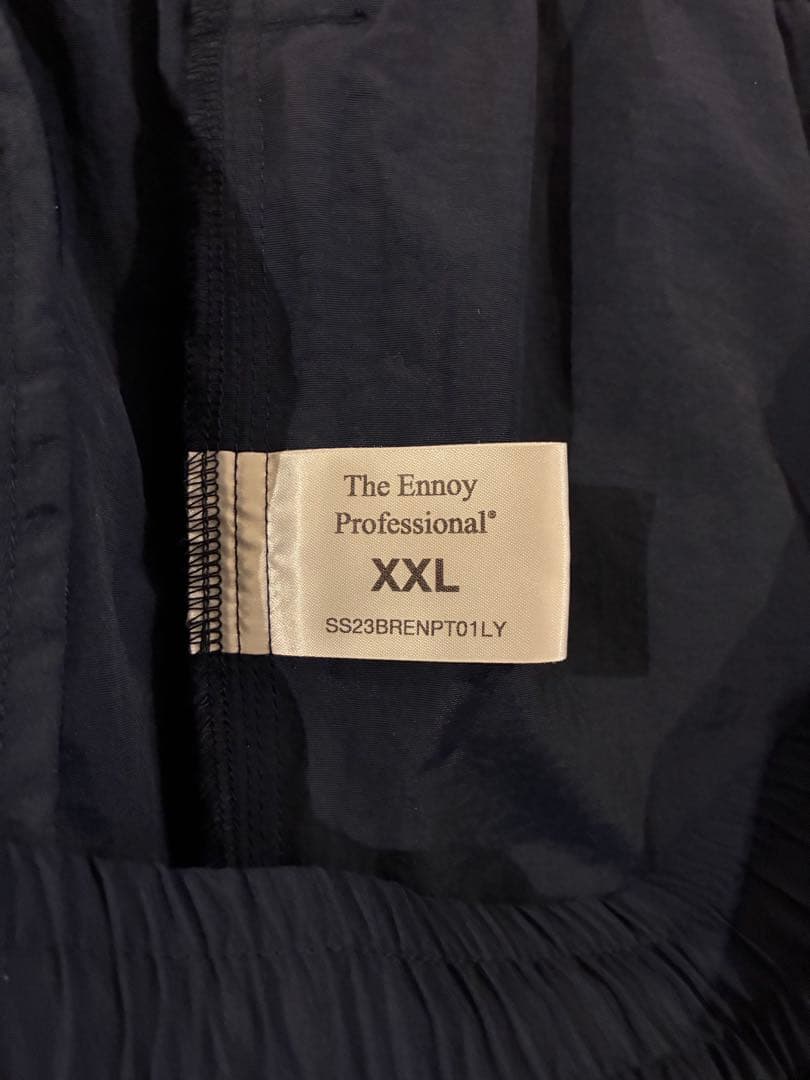 The Ennoy
Professional®
XXL
SS23BRENPT01LY